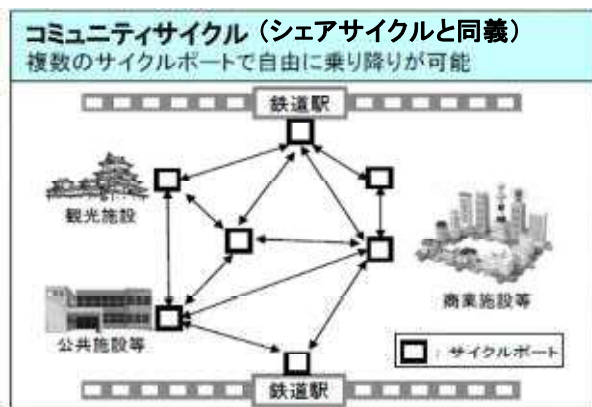 コミュニティサイクル（シェアサイクルと同義）
複数のサイクルポートで自由に乗り降りが可能
鉄道駅
観光施設
商業施設等
公共施設等
：サイクルポート
鉄道駅